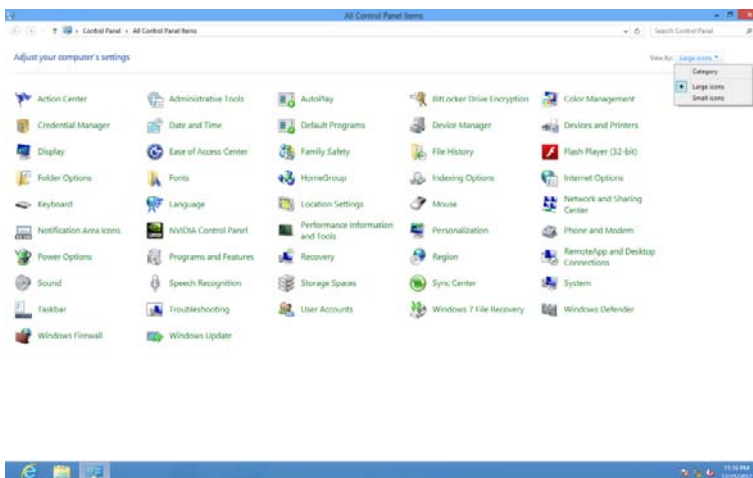 All Control Panel Items
Control Panel All Control Panel Items Search Control Panel
Adjust your computer's settings View by: Large icons
Category
Large icons
Small icons
Action Center Administrative Tools AutoPlay BitLocker Drive Encryption Color Management
Credential Manager Date and Time Default Programs Device Manager Devices and Printers
Display Ease of Access Center Family Safety File History Flash Player (32-bit)
Folder Options Fonts HomeGroup Indexing Options Internet Options
Keyboard Language Location Settings Mouse Network and Sharing
Center
Notification Area Icons NVIDIA Control Panel Performance Information
and Tools Personalization Phone and Modem
Power Options Programs and Features Recovery Region RemoteApp and Desktop
Connections
Sound Speech Recognition Storage Spaces Sync Center System
Taskbar Troubleshooting User Accounts Windows 7 File Recovery Windows Defender
Windows Firewall Windows Update